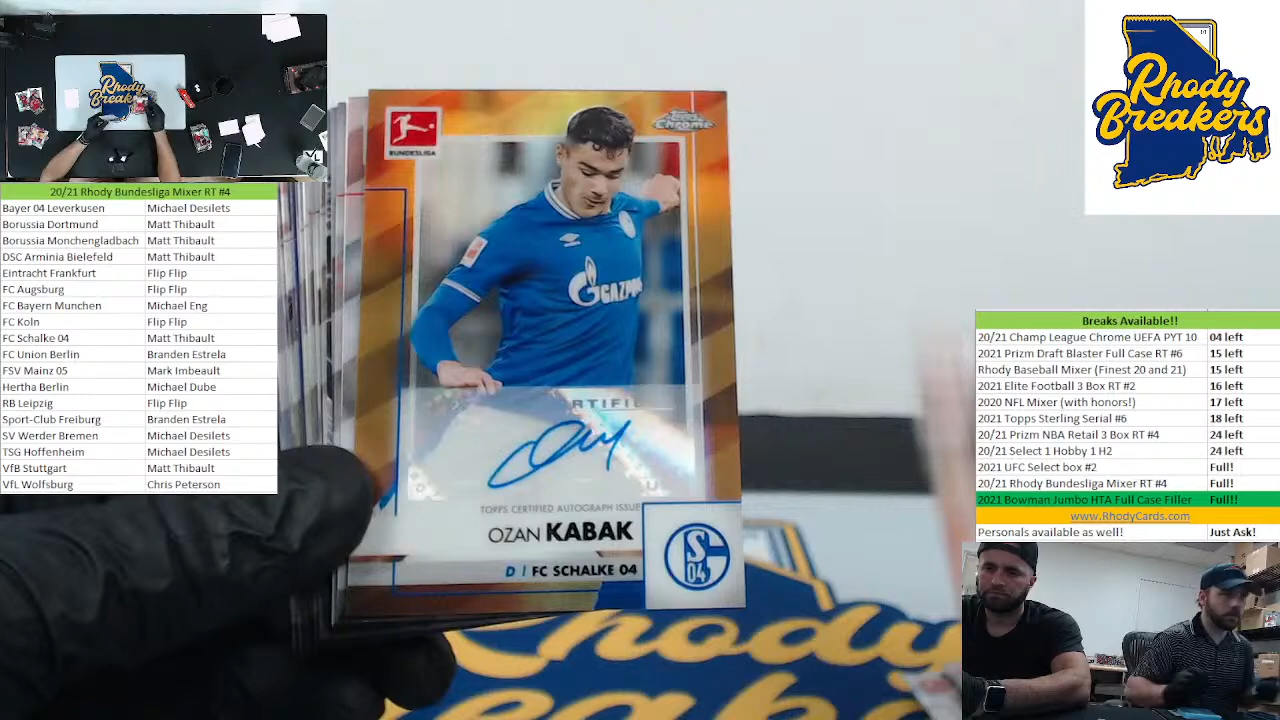 Rhody
Breakers
20/21 Rhody Bundesliga Mixer RT #4
Bayer 04 Leverkusen Michael Desilets
Borussia Dortmund Matt Thibault
Borussia Monchengladbach Matt Thibault
DSC Arminia Bielefeld Matt Thibault
Eintracht Frankfurt Flip Flip
FC Augsburg Flip Flip
FC Bayern Munchen Michael Eng
FC Koln Flip Flip
FC Schalke 04 Matt Thibault
FC Union Berlin Branden Estrela
FSV Mainz 05 Mark Imbeault
Hertha Berlin Michael Dube
RB Leipzig Flip Flip
Sport-Club Freiburg Branden Estrela
SV Werder Bremen Michael Desilets
TSG Hoffenheim Michael Desilets
VfB Stuttgart Matt Thibault
VfL Wolfsburg Chris Peterson
BUNDESLIGA
Topps
Chrome
GAZPROM
CERTIFIE
TOPPS CERTIFIED AUTOGRAPH ISSUE
OZAN KABAK
D / FC SCHALKE 04
S
04
Rhody
Breakers
Rhody
Breakers
Breaks Available!!
20/21 Champ League Chrome UEFA PYT 10 04 left
2021 Prizm Draft Blaster Full Case RT #6 15 left
Rhody Baseball Mixer (Finest 20 and 21) 15 left
2021 Elite Football 3 Box RT #2 16 left
2020 NFL Mixer (with honors!) 17 left
2021 Topps Sterling Serial #6 18 left
20/21 Prizm NBA Retail 3 Box RT #4 24 left
20/21 Select 1 Hobby 1 H2 24 left
2021 UFC Select box #2 Full!
20/21 Rhody Bundesliga Mixer RT #4 Full!
2021 Bowman Jumbo HTA Full Case Filler Full!!
www.RhodyCards.com
Personals available as well! Just Ask!